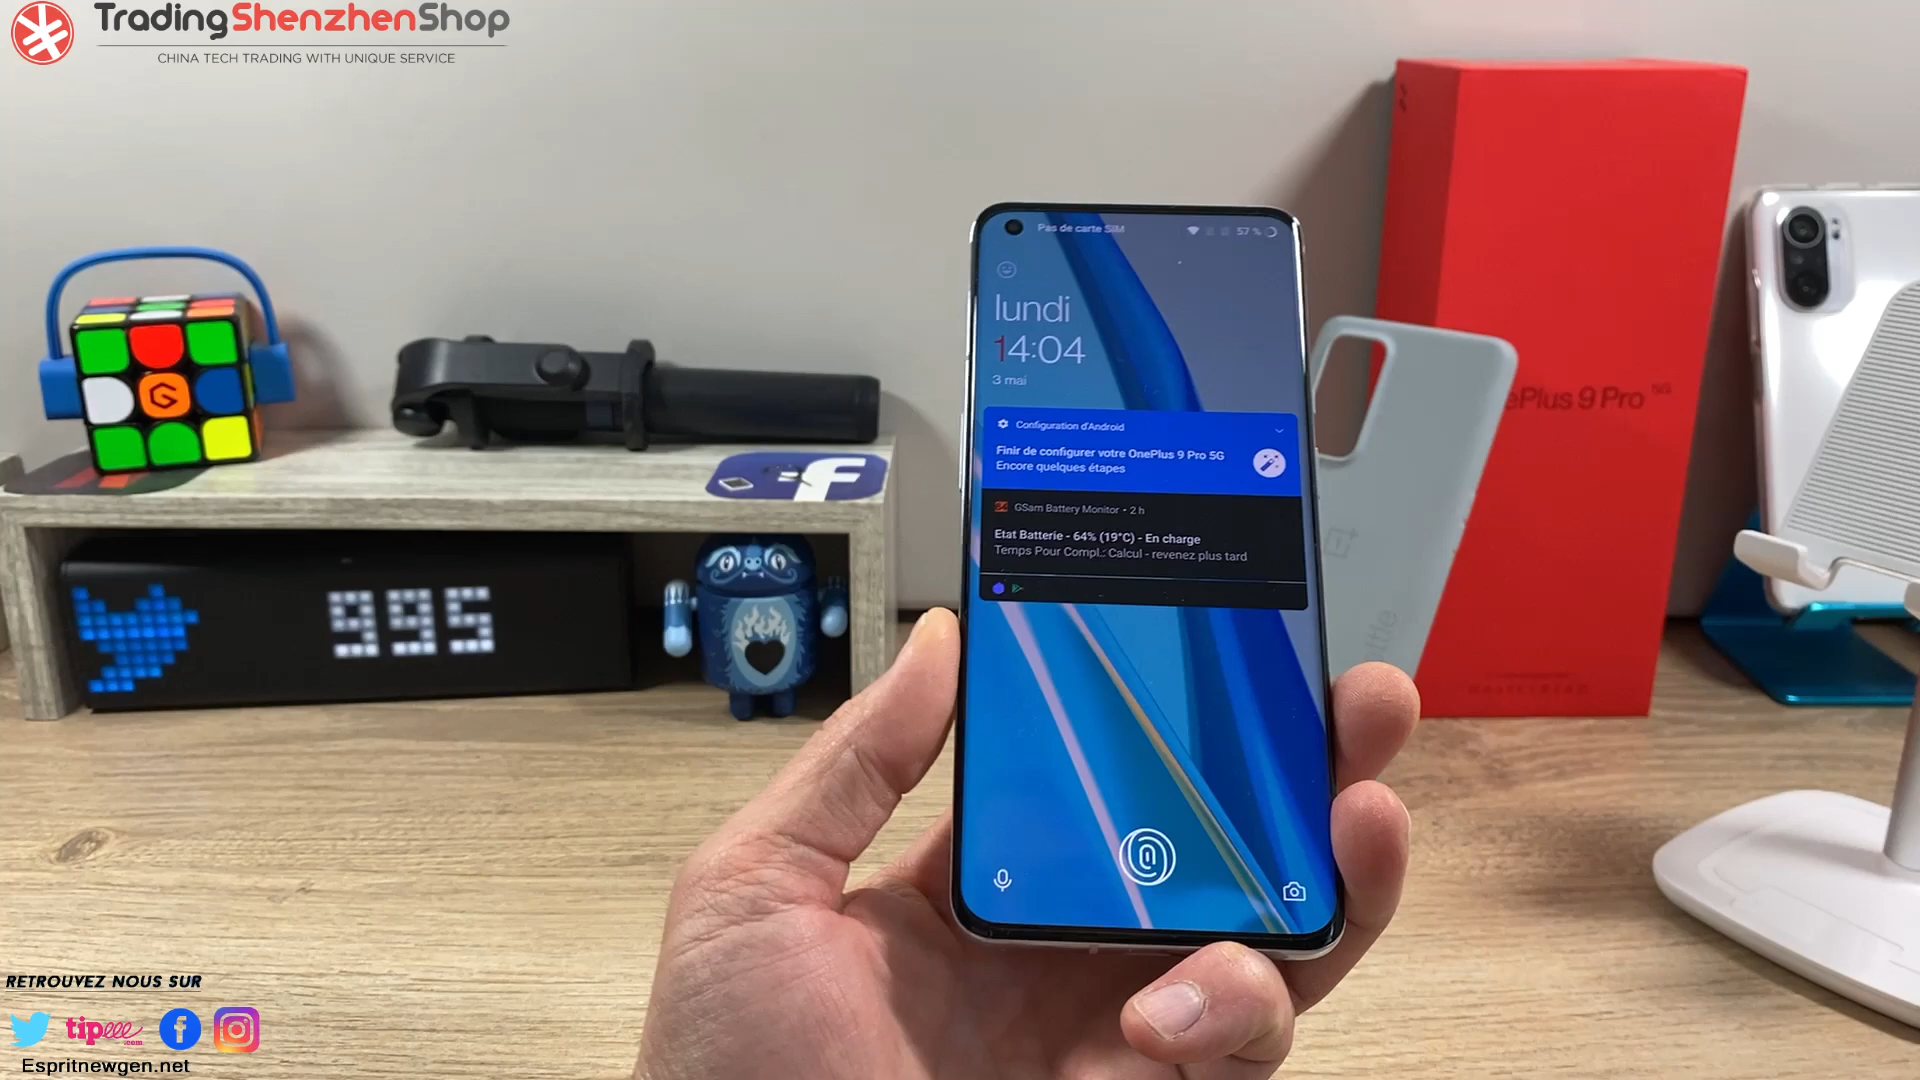 TradingShenzhenShop
CHINA TECH TRADING WITH UNIQUE SERVICE
Pas de carte SIM
57 %
lundi
14:04
3 mai
Configuration d'Android
Finir de configurer votre OnePlus 9 Pro 5G
Encore quelques étapes
GSam Battery Monitor • 2 h
Etat Batterie - 64% (19°C) - En charge
Temps Pour Compl.: Calcul - revenez plus tard
ePlus 9 Pro 5G
995
RETROUVEZ NOUS SUR
tipeee
.com
Espritnewgen.net